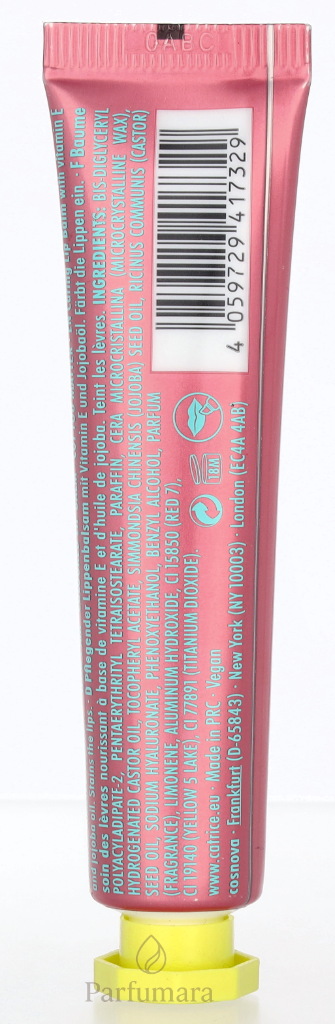 0ABC
Lip Balm with Vitamin E
and Jojoba oil. Stains the lips. · D Pflegender Lippenbalsam mit Vitamin E und Jojobaöl. Färbt die Lippen ein. · F Baume
soin des lèvres nourissant à base de vitamine E et d'huile de jojoba. Teint les lèvres. INGREDIENTS: BIS-DIGLYCERYL
POLYACYLADIPATE-2, PENTAERYTHRITYL TETRAISOSTEARATE, PARAFFIN, CERA MICROCRISTALLINA (MICROCRYSTALLINE WAX),
HYDROGENATED CASTOR OIL, TOCOPHERYL ACETATE, SIMMONDSIA CHINENSIS (JOJOBA) SEED OIL, RICINUS COMMUNIS (CASTOR)
SEED OIL, SODIUM HYALURONATE, PHENOXYETHANOL, BENZYL ALCOHOL, PARFUM
(FRAGRANCE), LIMONENE, ALUMINUM HYDROXIDE, CI 15850 (RED 7),
CI 19140 (YELLOW 5 LAKE), CI 77891 (TITANIUM DIOXIDE).
www.catrice.eu · Made in PRC · Vegan
cosnova · Frankfurt (D-65843) · New York (NY 10003) · London (EC4A 4AB)
18M
4 059729 417329
Parfumara